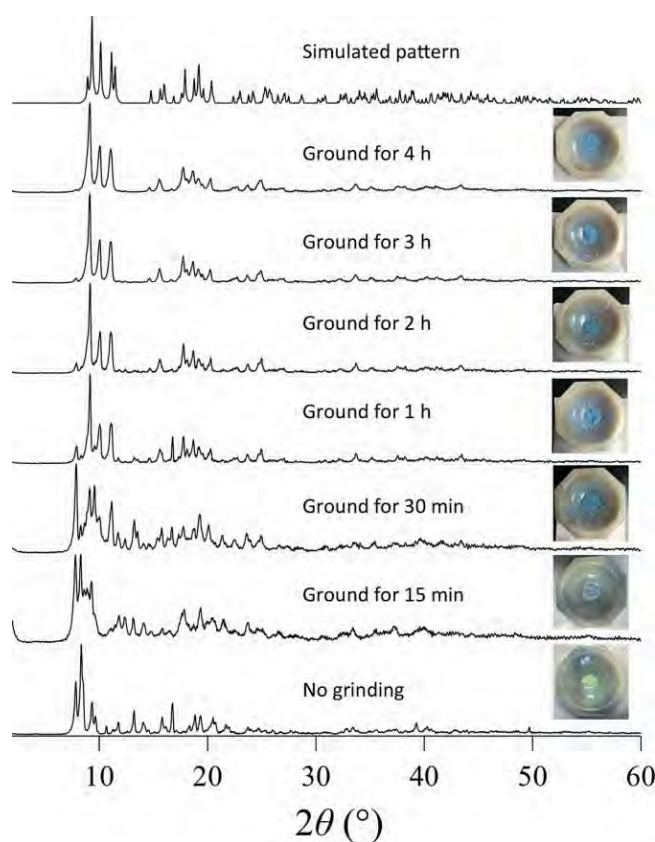 Simulated pattern
Ground for 4 h
Ground for 3 h
Ground for 2 h
Ground for 1 h
Ground for 30 min
Ground for 15 min
No grinding
10 20 30 40 50 60
2θ (°)